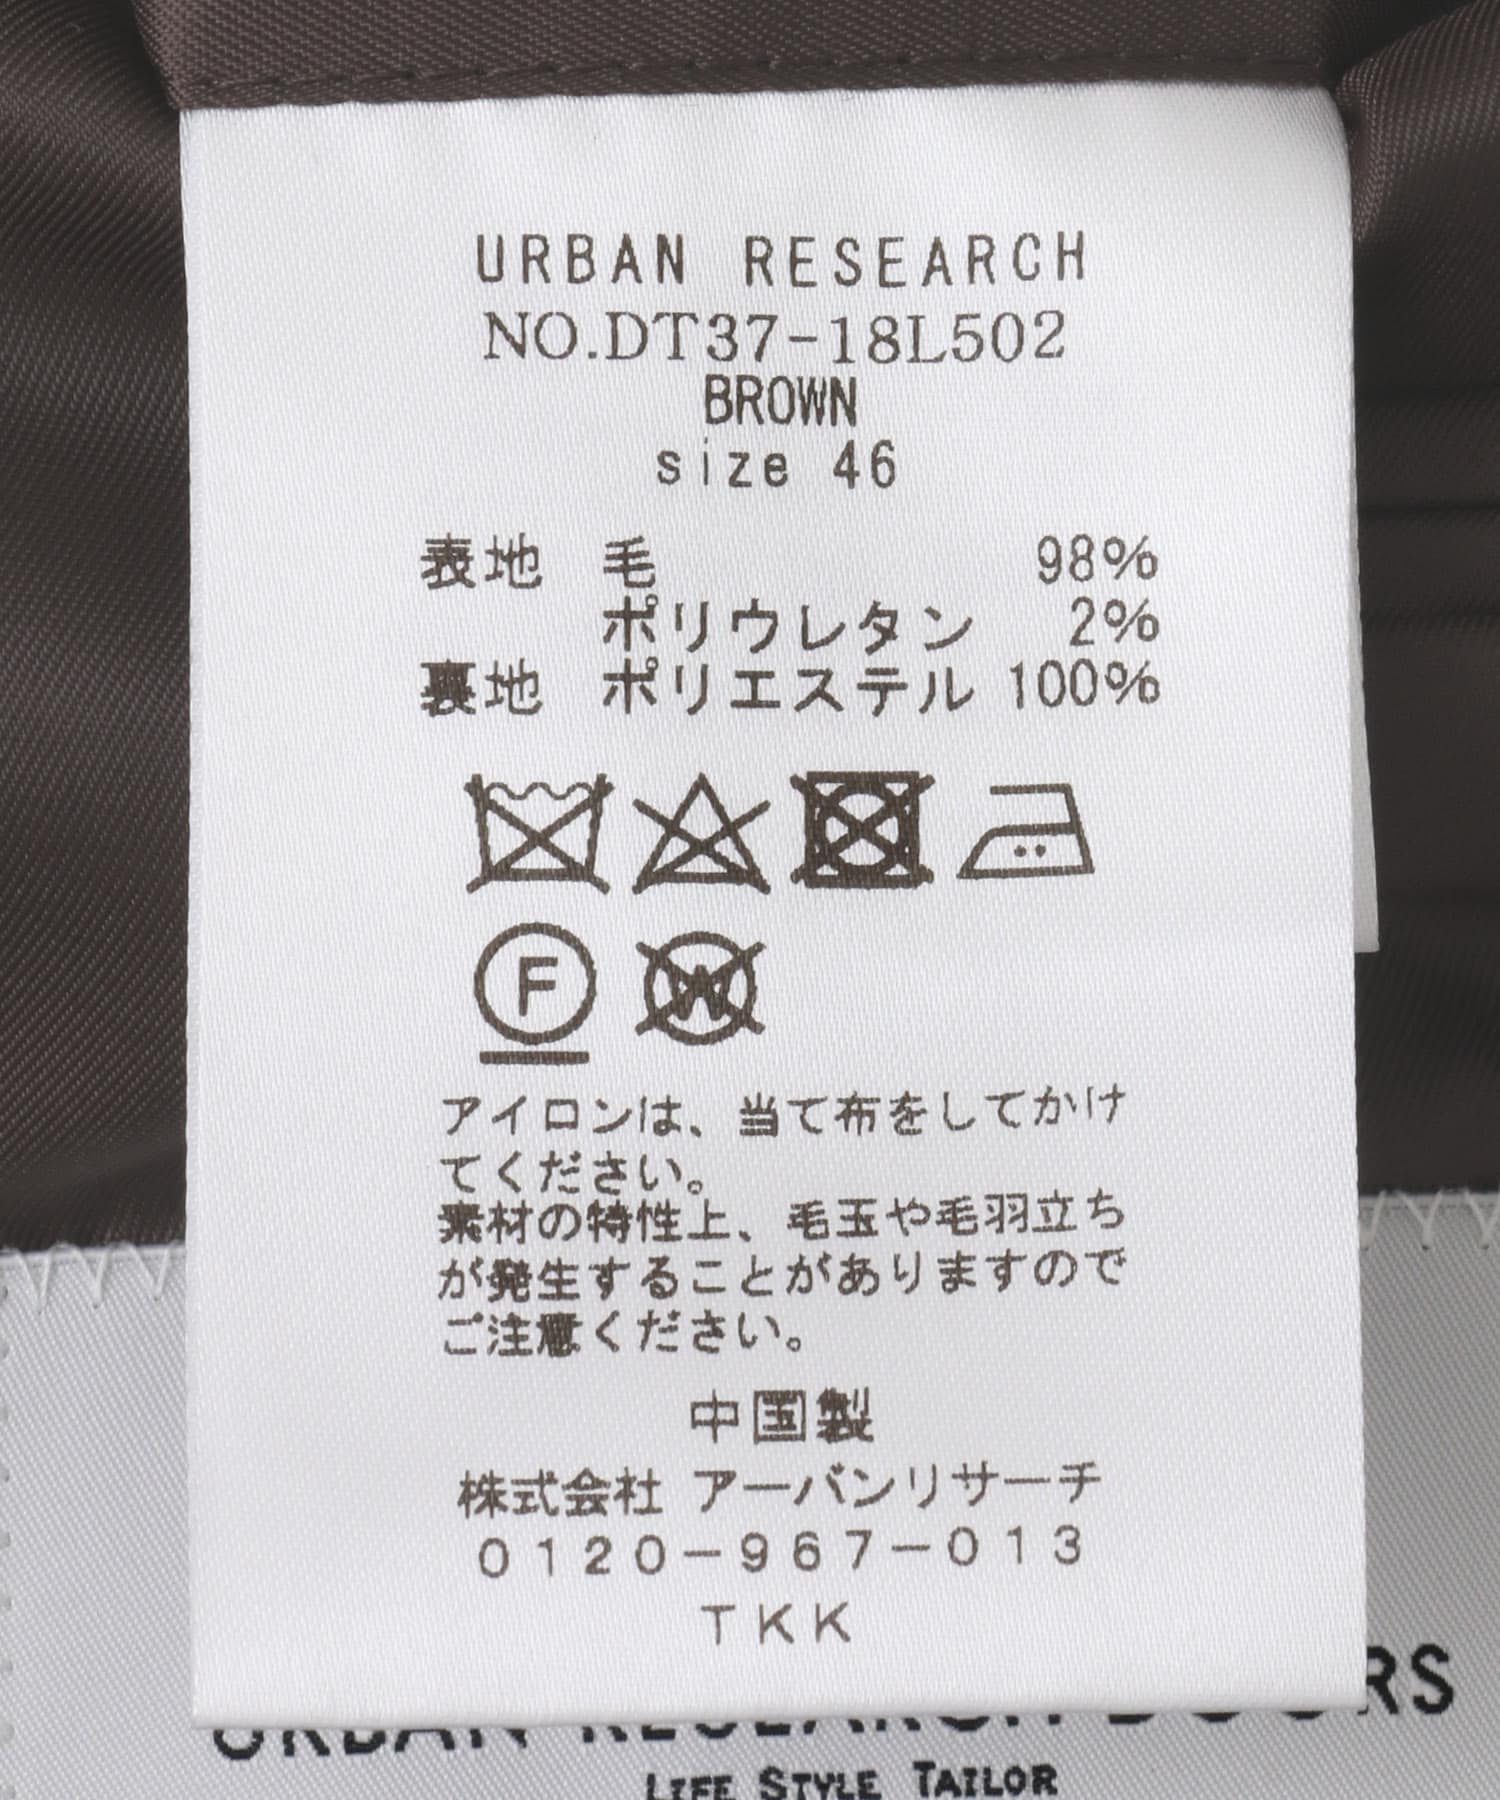 URBAN RESEARCH
NO.DT37-18L502
BROWN
size 46
表地 毛 98%
ポリウレタン 2%
裏地 ポリエステル 100%
F
W
アイロンは、当て布をしてかけ
てください。
素材の特性上、毛玉や毛羽立ち
が発生することがありますので
ご注意ください。
中国製
株式会社 アーバンリサーチ
0120-967-013
TKK
URBAN RESEARCH DOORS
LIFE STYLE TAILOR